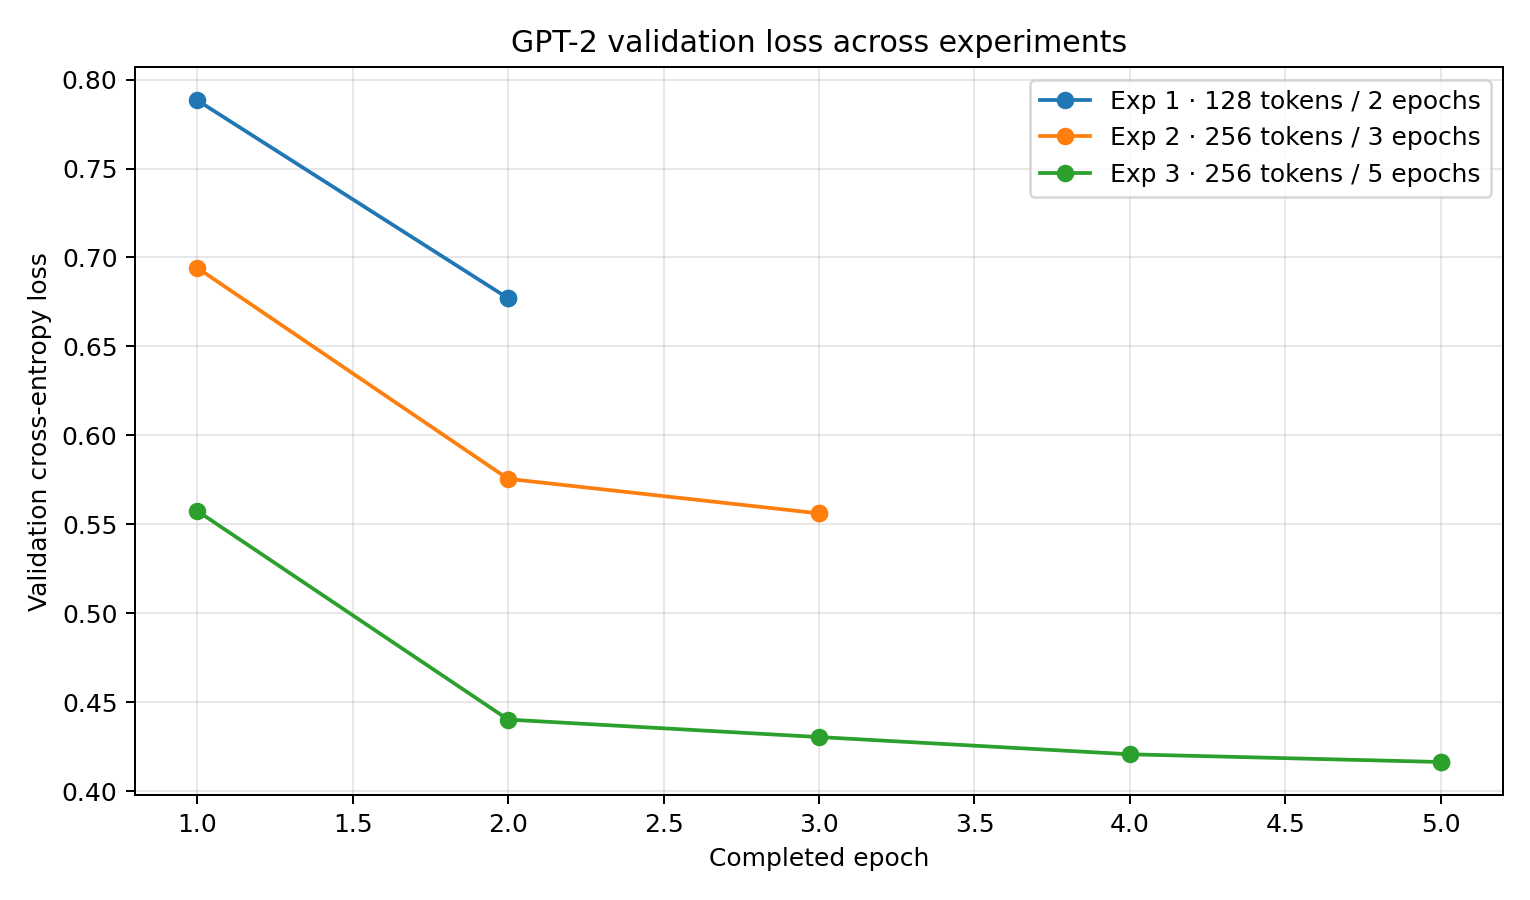 GPT-2 validation loss across experiments
Exp 1 · 128 tokens / 2 epochs
Exp 2 · 256 tokens / 3 epochs
Exp 3 · 256 tokens / 5 epochs
Validation cross-entropy loss
0.80
0.75
0.70
0.65
0.60
0.55
0.50
0.45
0.40
1.0 1.5 2.0 2.5 3.0 3.5 4.0 4.5 5.0
Completed epoch